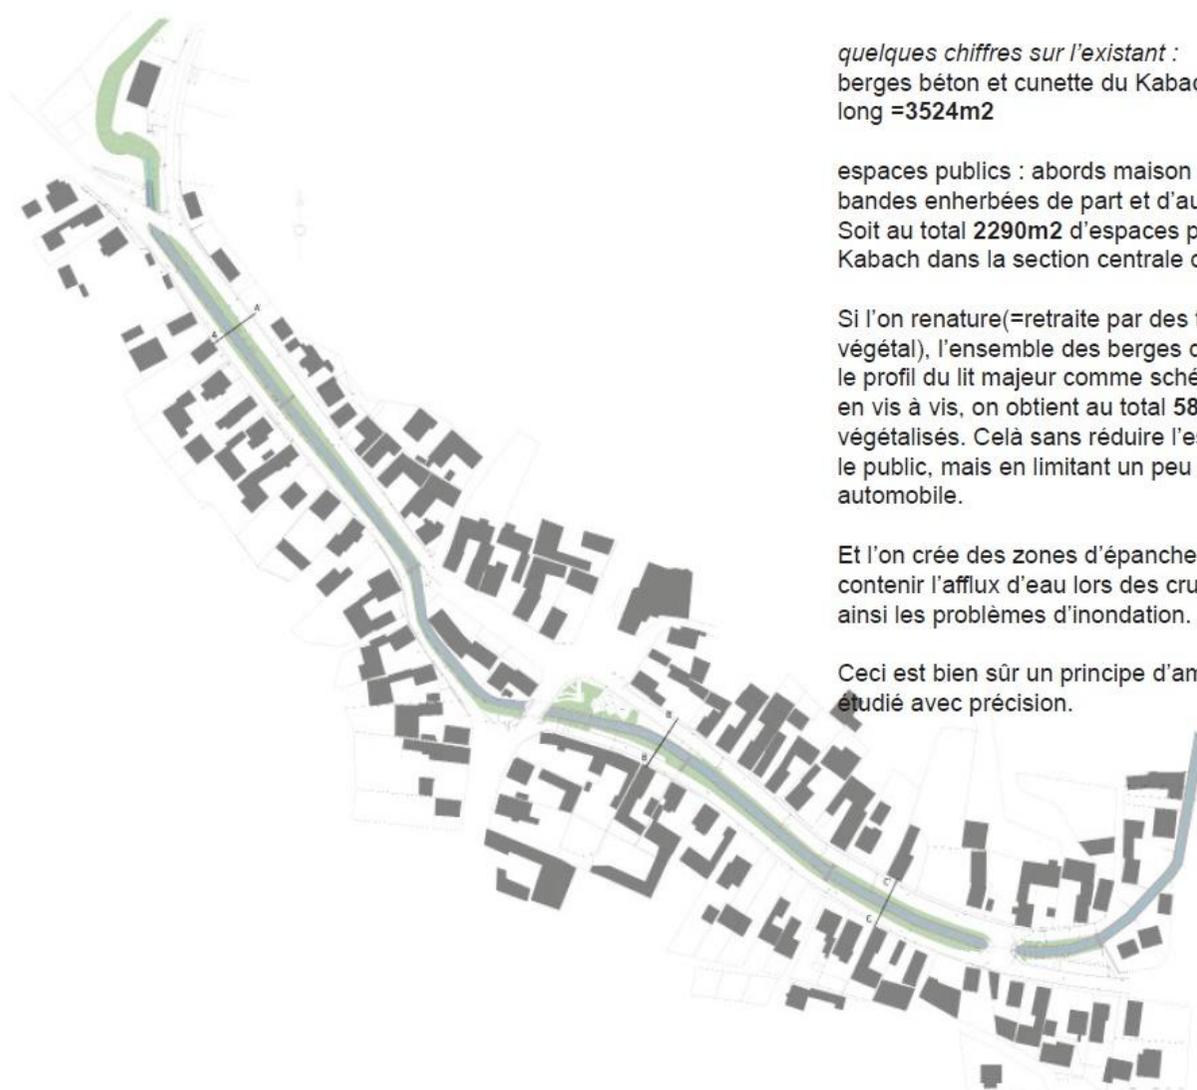 quelques chiffres sur l'existant :
berges béton et cunette du Kabac
long =3524m2
espaces publics : abords maison
bandes enherbées de part et d'au
Soit au total 2290m2 d'espaces p
Kabach dans la section centrale
Si l'on renature(=retraite par des
végétal), l'ensemble des berges
le profil du lit majeur comme sché
en vis à vis, on obtient au total 58
végétalisés. Celà sans réduire l'es
le public, mais en limitant un peu
automobile.
Et l'on crée des zones d'épanche
contenir l'afflux d'eau lors des cru
ainsi les problèmes d'inondation.
Ceci est bien sûr un principe d'am
étudié avec précision.
A'
A
B
C'
C